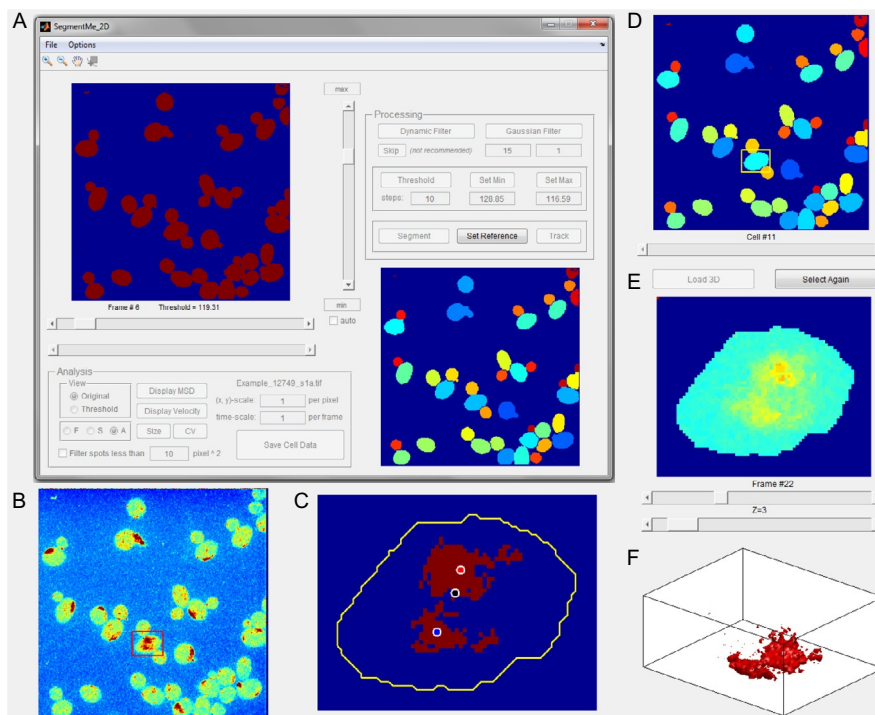 A
SegmentMe_2D
File Options
max
Processing
Dynamic Filter Gaussian Filter
Skip (not recommended) 15 1
Threshold Set Min Set Max
steps: 10 128.85 116.59
Segment Set Reference Track
Frame # 6 Threshold = 119.31
min
auto
Analysis
View
Original
Threshold
F S A
Display MSD
Display Velocity
Size CV
Example_12749_s1a.tif
(x, y)-scale: 1 per pixel
time-scale: 1 per frame
Save Cell Data
Filter spots less than 10 pixel ^ 2
B
C
D
Cell #11
E
Load 3D Select Again
Frame #22
Z=3
F